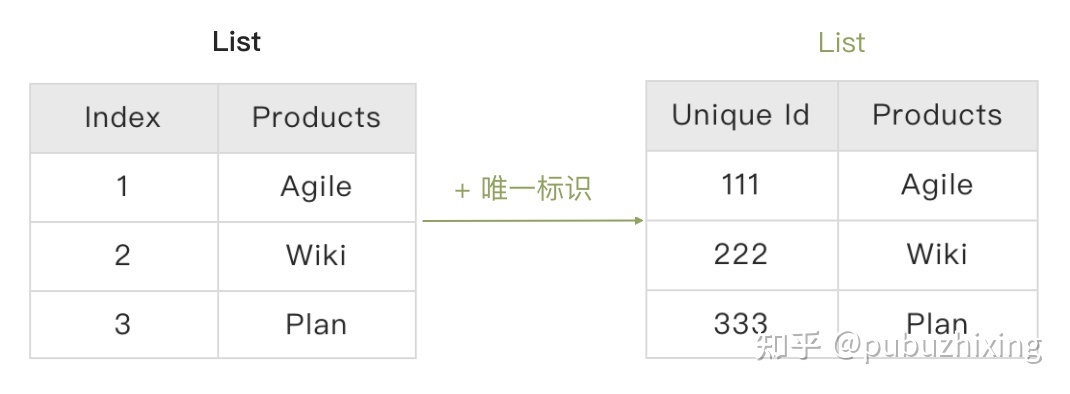 List
Index Products
1 Agile
2 Wiki
3 Plan
+ 唯一标识
List
Unique Id Products
111 Agile
222 Wiki
333 Plan
知乎 @pubuzhixing